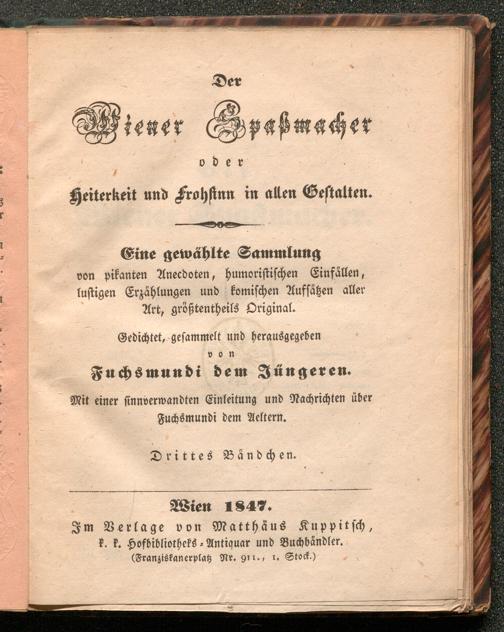 Der
Wiener Spaßmacher
oder
Heiterkeit und Frohsinn in allen Gestalten.
Eine gewählte Sammlung
von pikanten Anecdoten, humoristischen Einfällen,
lustigen Erzählungen und komischen Aufsätzen aller
Art, größtentheils Original.
Gedichtet, gesammelt und herausgegeben
von
Fuchsmundi dem Jüngeren.
Mit einer sinnverwandten Einleitung und Nachrichten über
Fuchsmundi dem Aeltern.
Drittes Bändchen.
Wien 1847.
Im Verlage von Matthäus Kuppitsch,
k. k. Hofbibliotheks-Antiquar und Buchhändler.
(Franziskanerplatz Nr. 911., 1. Stock.)